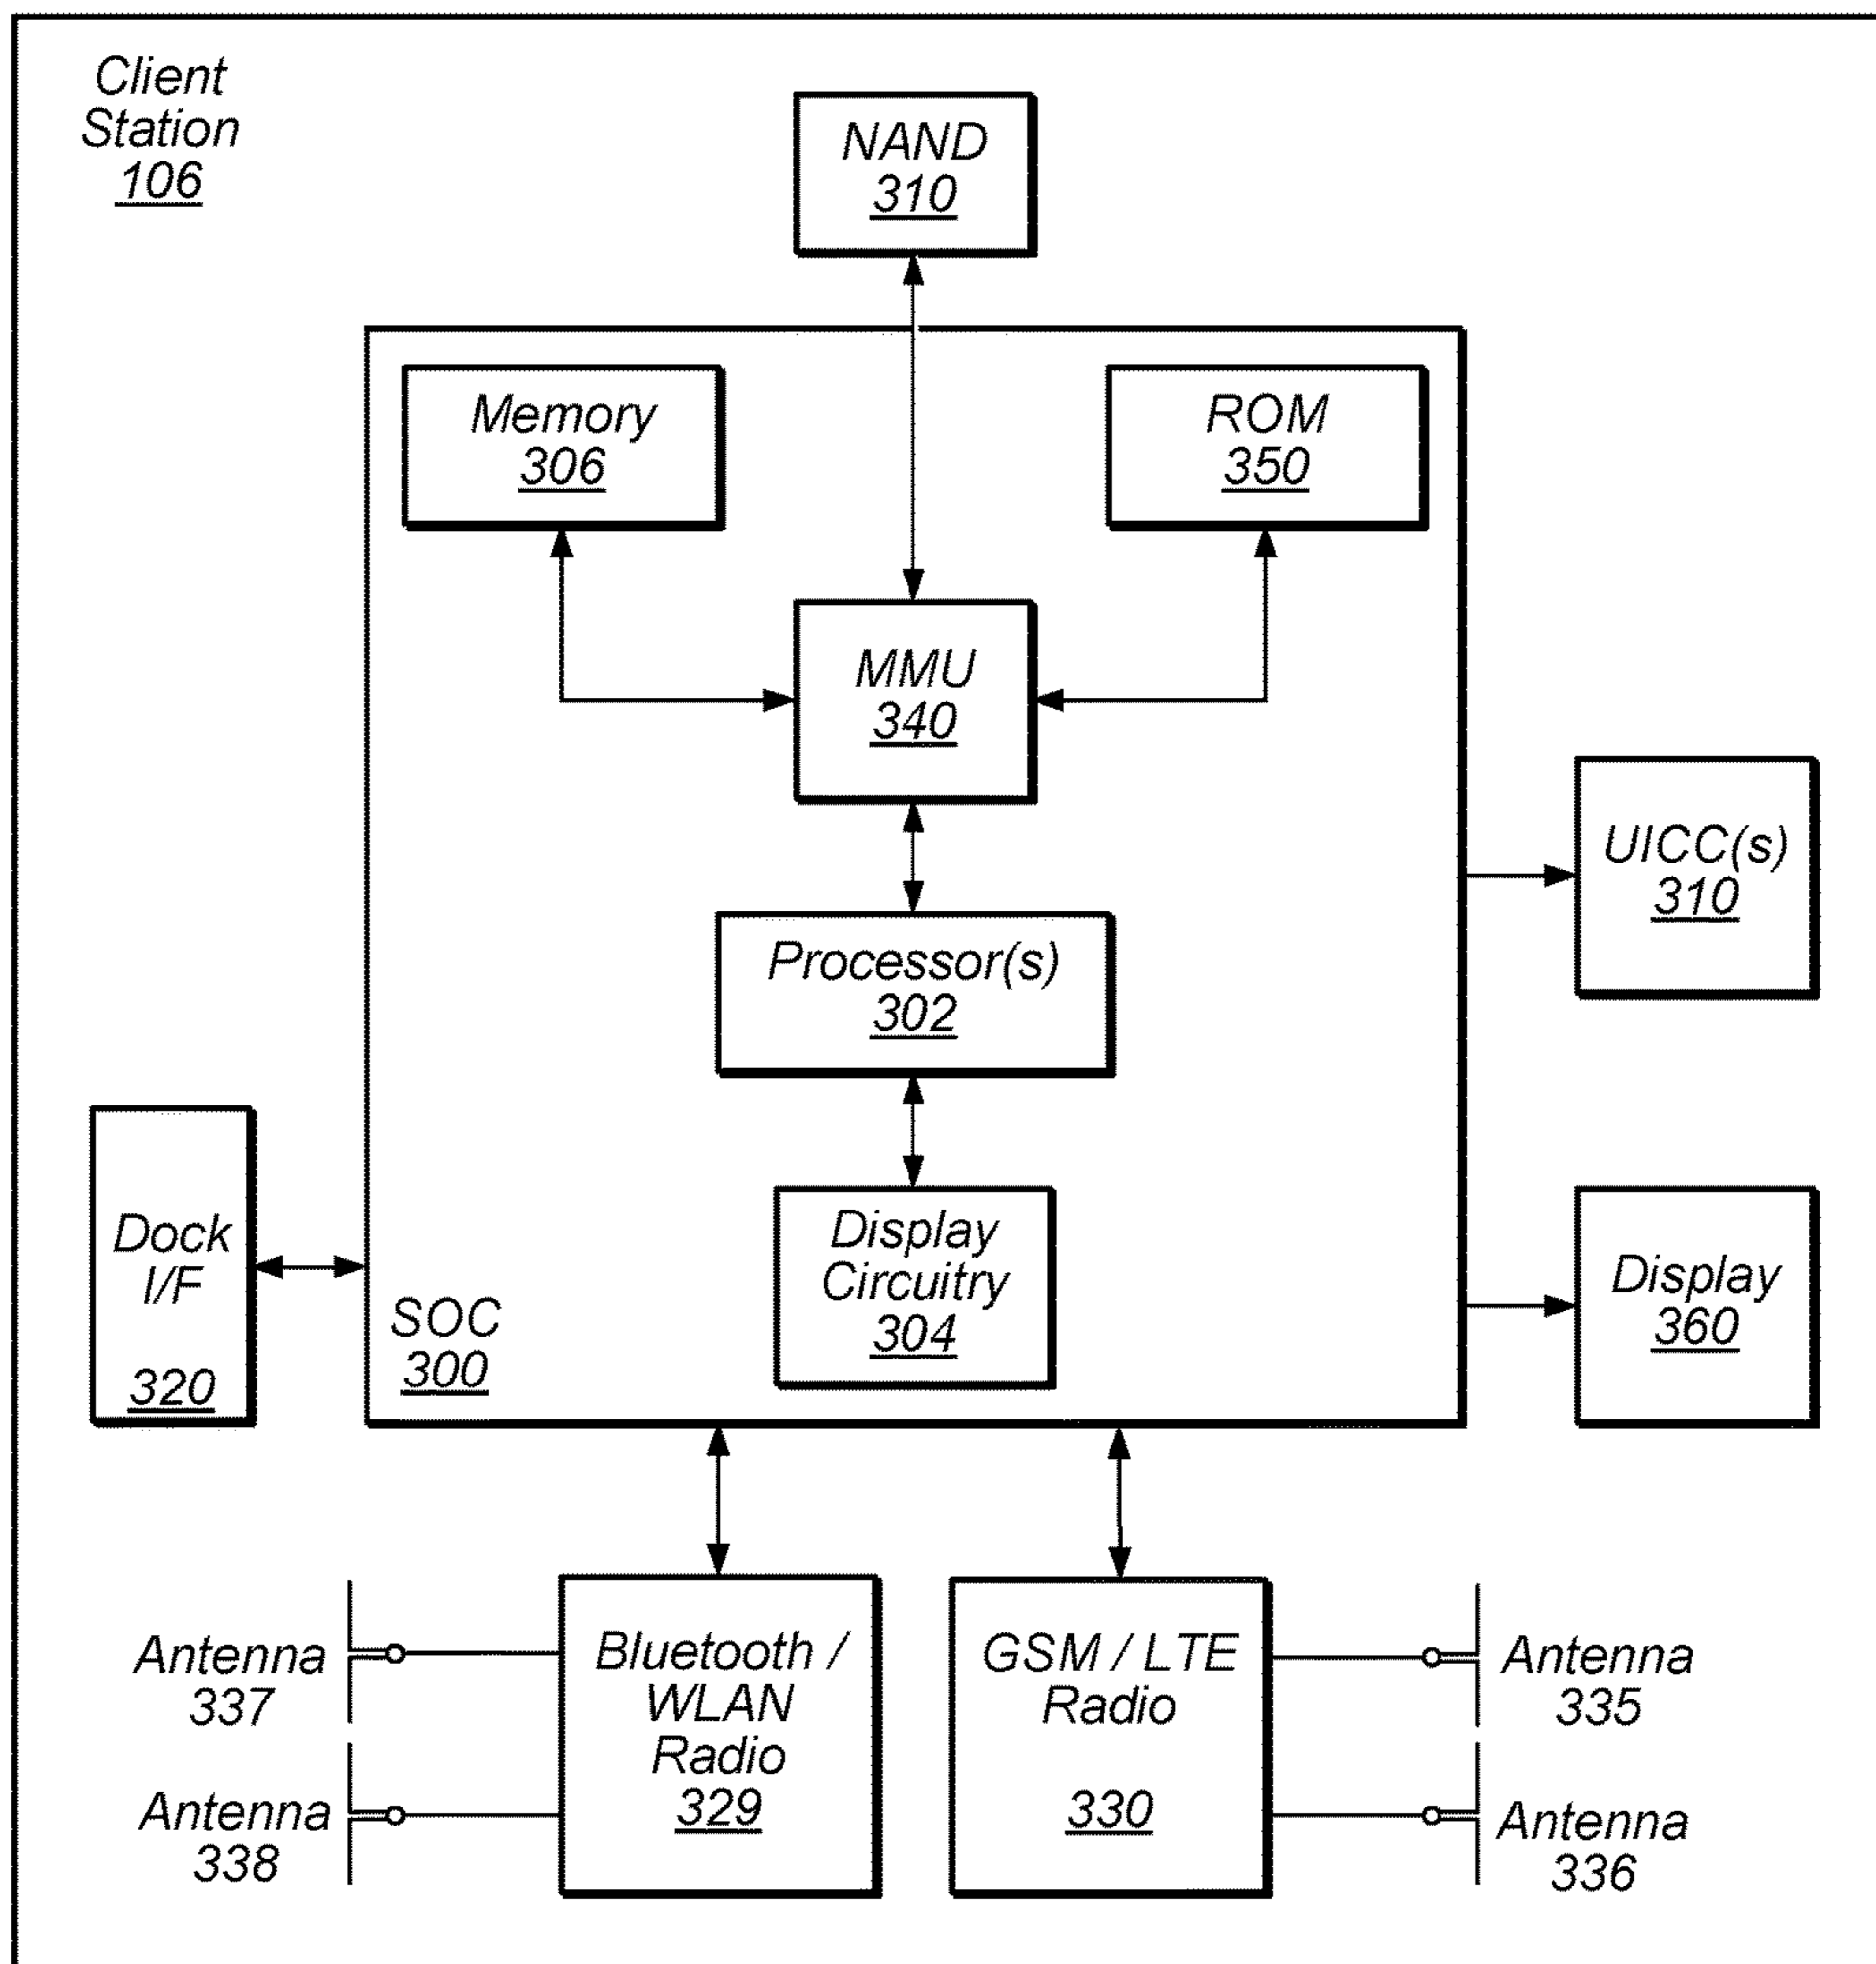 Client
Station
106
NAND
310
Memory
306
ROM
350
MMU
340
UICC(s)
310
Processor(s)
302
Dock
I/F
320
Display
Circuitry
304
SOC
300
Display
360
Antenna
337
Antenna
338
Bluetooth /
WLAN
Radio
329
GSM / LTE
Radio
330
Antenna
335
Antenna
336